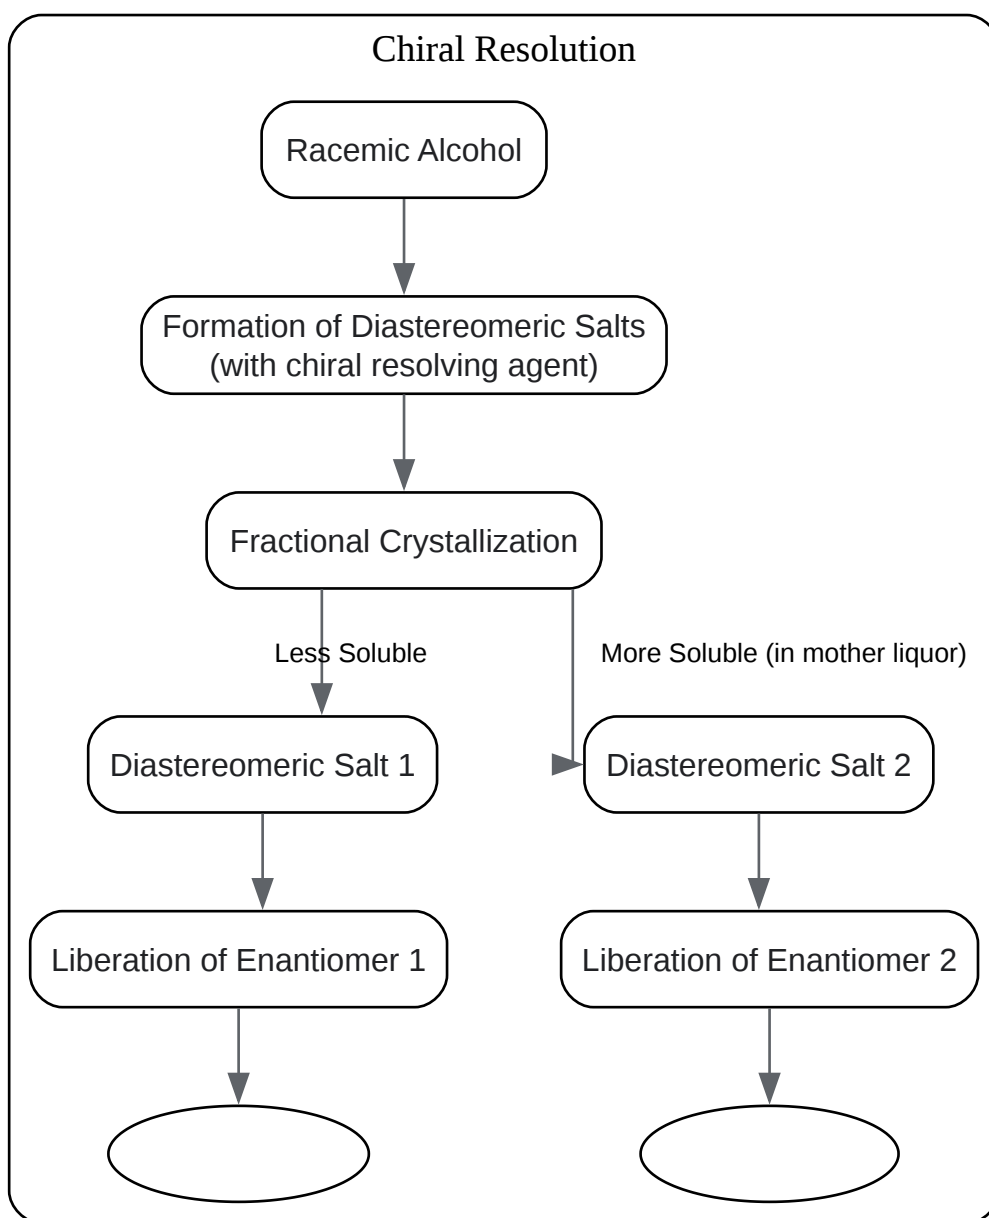 Chiral Resolution
Racemic Alcohol
Formation of Diastereomeric Salts
(with chiral resolving agent)
Fractional Crystallization
Less Soluble
More Soluble (in mother liquor)
Diastereomeric Salt 1
Diastereomeric Salt 2
Liberation of Enantiomer 1
Liberation of Enantiomer 2